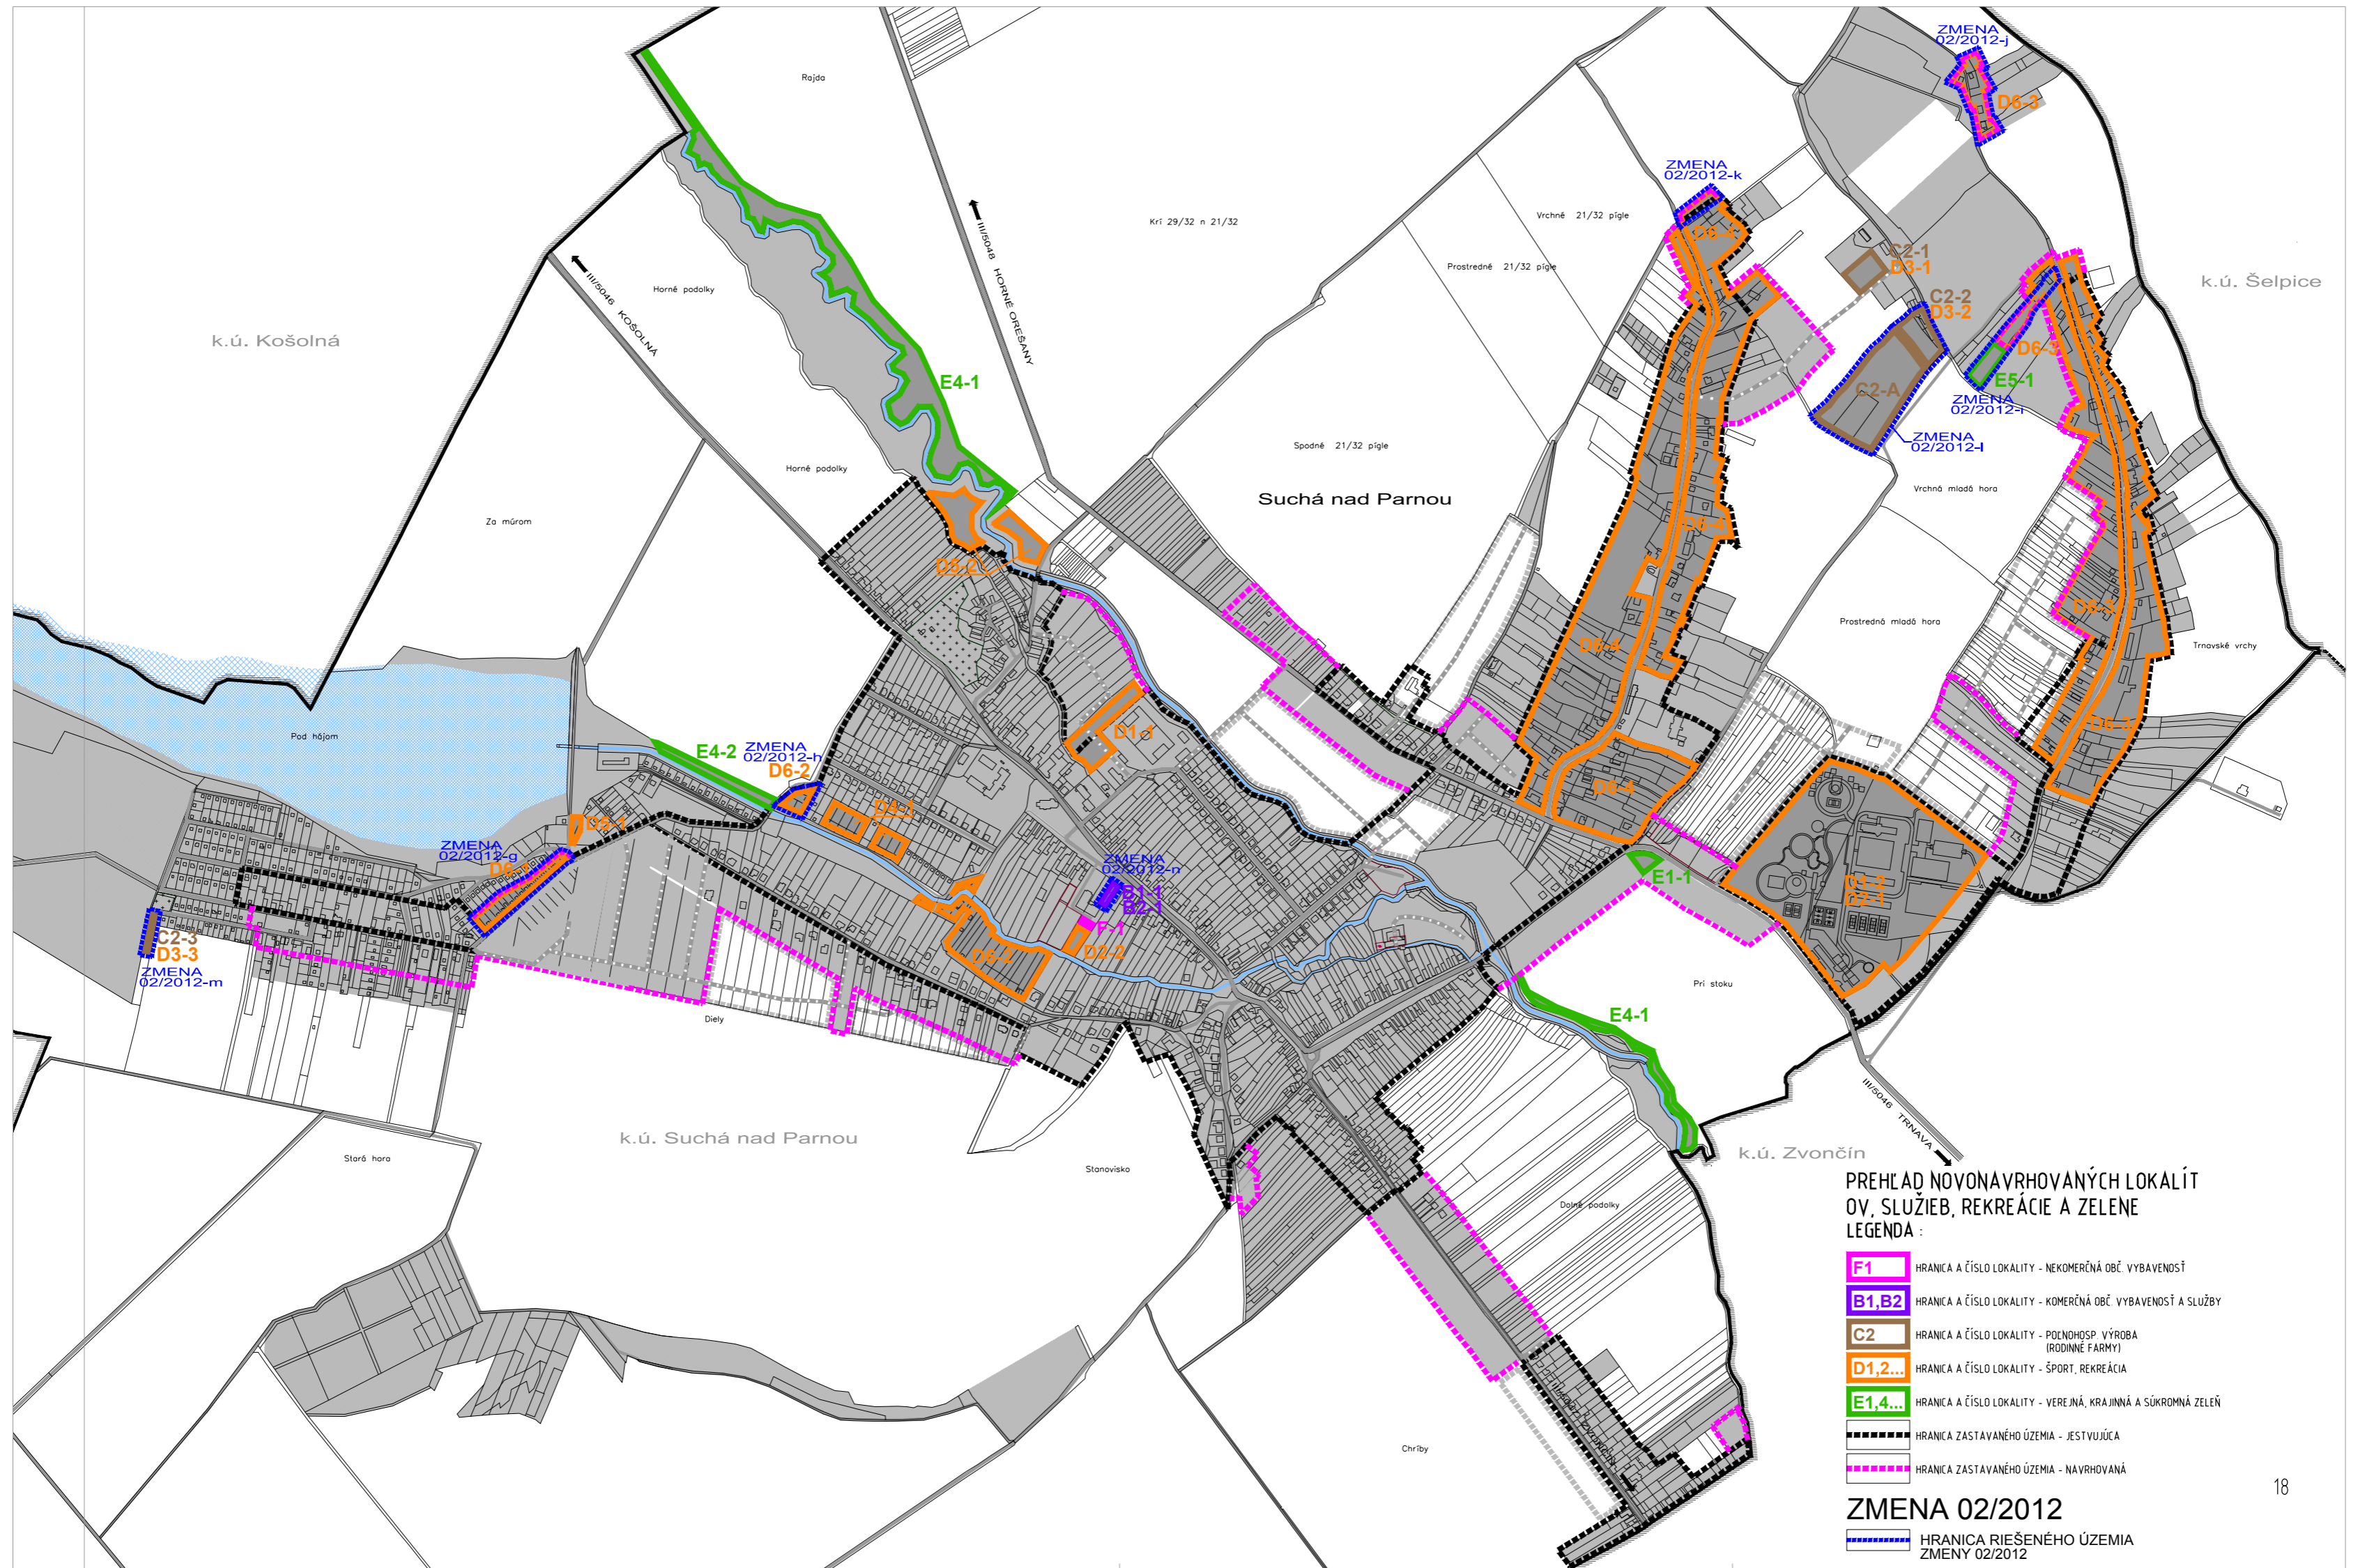 ZMENA
02/2012-j
D6-3
Rajda
ZMENA
02/2012-k
Krí 29/32 n 21/32
Vrchné 21/32 pígle
D6-4
Prostredné 21/32 pígle
C2-1
D3-1
k.ú. Šelpice
Horné podolky
III/5046 KOŠOLNÁ
III/5048 HORNÉ OREŠANY
C2-2
D3-2
k.ú. Košolná
D6-3
E4-1
E5-1
C2-A
ZMENA
02/2012-i
ZMENA
02/2012-l
Spodné 21/32 pígle
Horné podolky
Vrchná mladá hora
Suchá nad Parnou
Za múrom
D6-4
D5-2
D6-3
Prostredná mladá hora
D6-4
Trnavské vrchy
Pod hájom
D1-1
D6-3
E4-2
ZMENA
02/2012-h
D6-2
D6-4
D4-1
D5-1
ZMENA
02/2012-g
D6-1
ZMENA
02/2012-n
B1-1
B2-1
E1-1
D1-2
D2-1
F-1
C2-3
D3-3
D6-2
D2-2
ZMENA
02/2012-m
Pri stoku
Diely
E4-1
III/5046 TRNAVA
k.ú. Suchá nad Parnou
k.ú. Zvončín
Stará hora
Stanovisko
Dolné podolky
Chríby
PREHĽAD NOVONAVRHOVANÝCH LOKALÍT
OV, SLUŽIEB, REKREÁCIE A ZELENE
LEGENDA :
F1 HRANICA A ČÍSLO LOKALITY - NEKOMERČNÁ OBČ. VYBAVENOSŤ
B1,B2 HRANICA A ČÍSLO LOKALITY - KOMERČNÁ OBČ. VYBAVENOSŤ A SLUŽBY
C2 HRANICA A ČÍSLO LOKALITY - POĽNOHOSP. VÝROBA
(RODINNÉ FARMY)
D1,2... HRANICA A ČÍSLO LOKALITY - ŠPORT, REKREÁCIA
E1,4... HRANICA A ČÍSLO LOKALITY - VEREJNÁ, KRAJINNÁ A SÚKROMNÁ ZELEŇ
HRANICA ZASTAVANÉHO ÚZEMIA - JESTVUJÚCA
HRANICA ZASTAVANÉHO ÚZEMIA - NAVRHOVANÁ
18
ZMENA 02/2012
HRANICA RIEŠENÉHO ÚZEMIA
ZMENY 02/2012